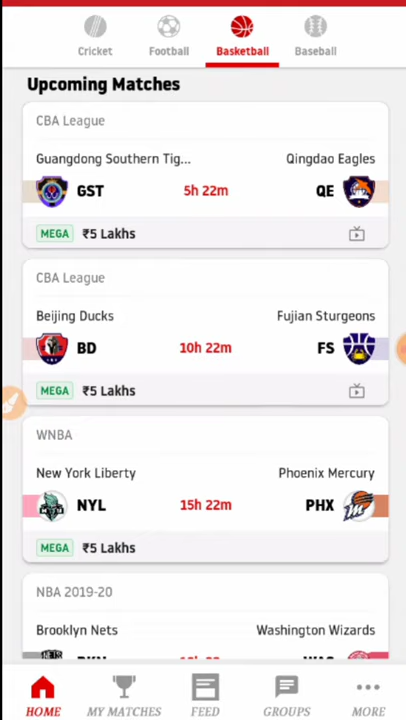 Cricket Football Basketball Baseball
Upcoming Matches
CBA League
Guangdong Southern Tig... Qingdao Eagles
GST 5h 22m QE
MEGA ₹5 Lakhs
CBA League
Beijing Ducks Fujian Sturgeons
BD 10h 22m FS
MEGA ₹5 Lakhs
WNBA
New York Liberty Phoenix Mercury
NYL 15h 22m PHX
MEGA ₹5 Lakhs
NBA 2019-20
Brooklyn Nets Washington Wizards
HOME MY MATCHES FEED GROUPS MORE